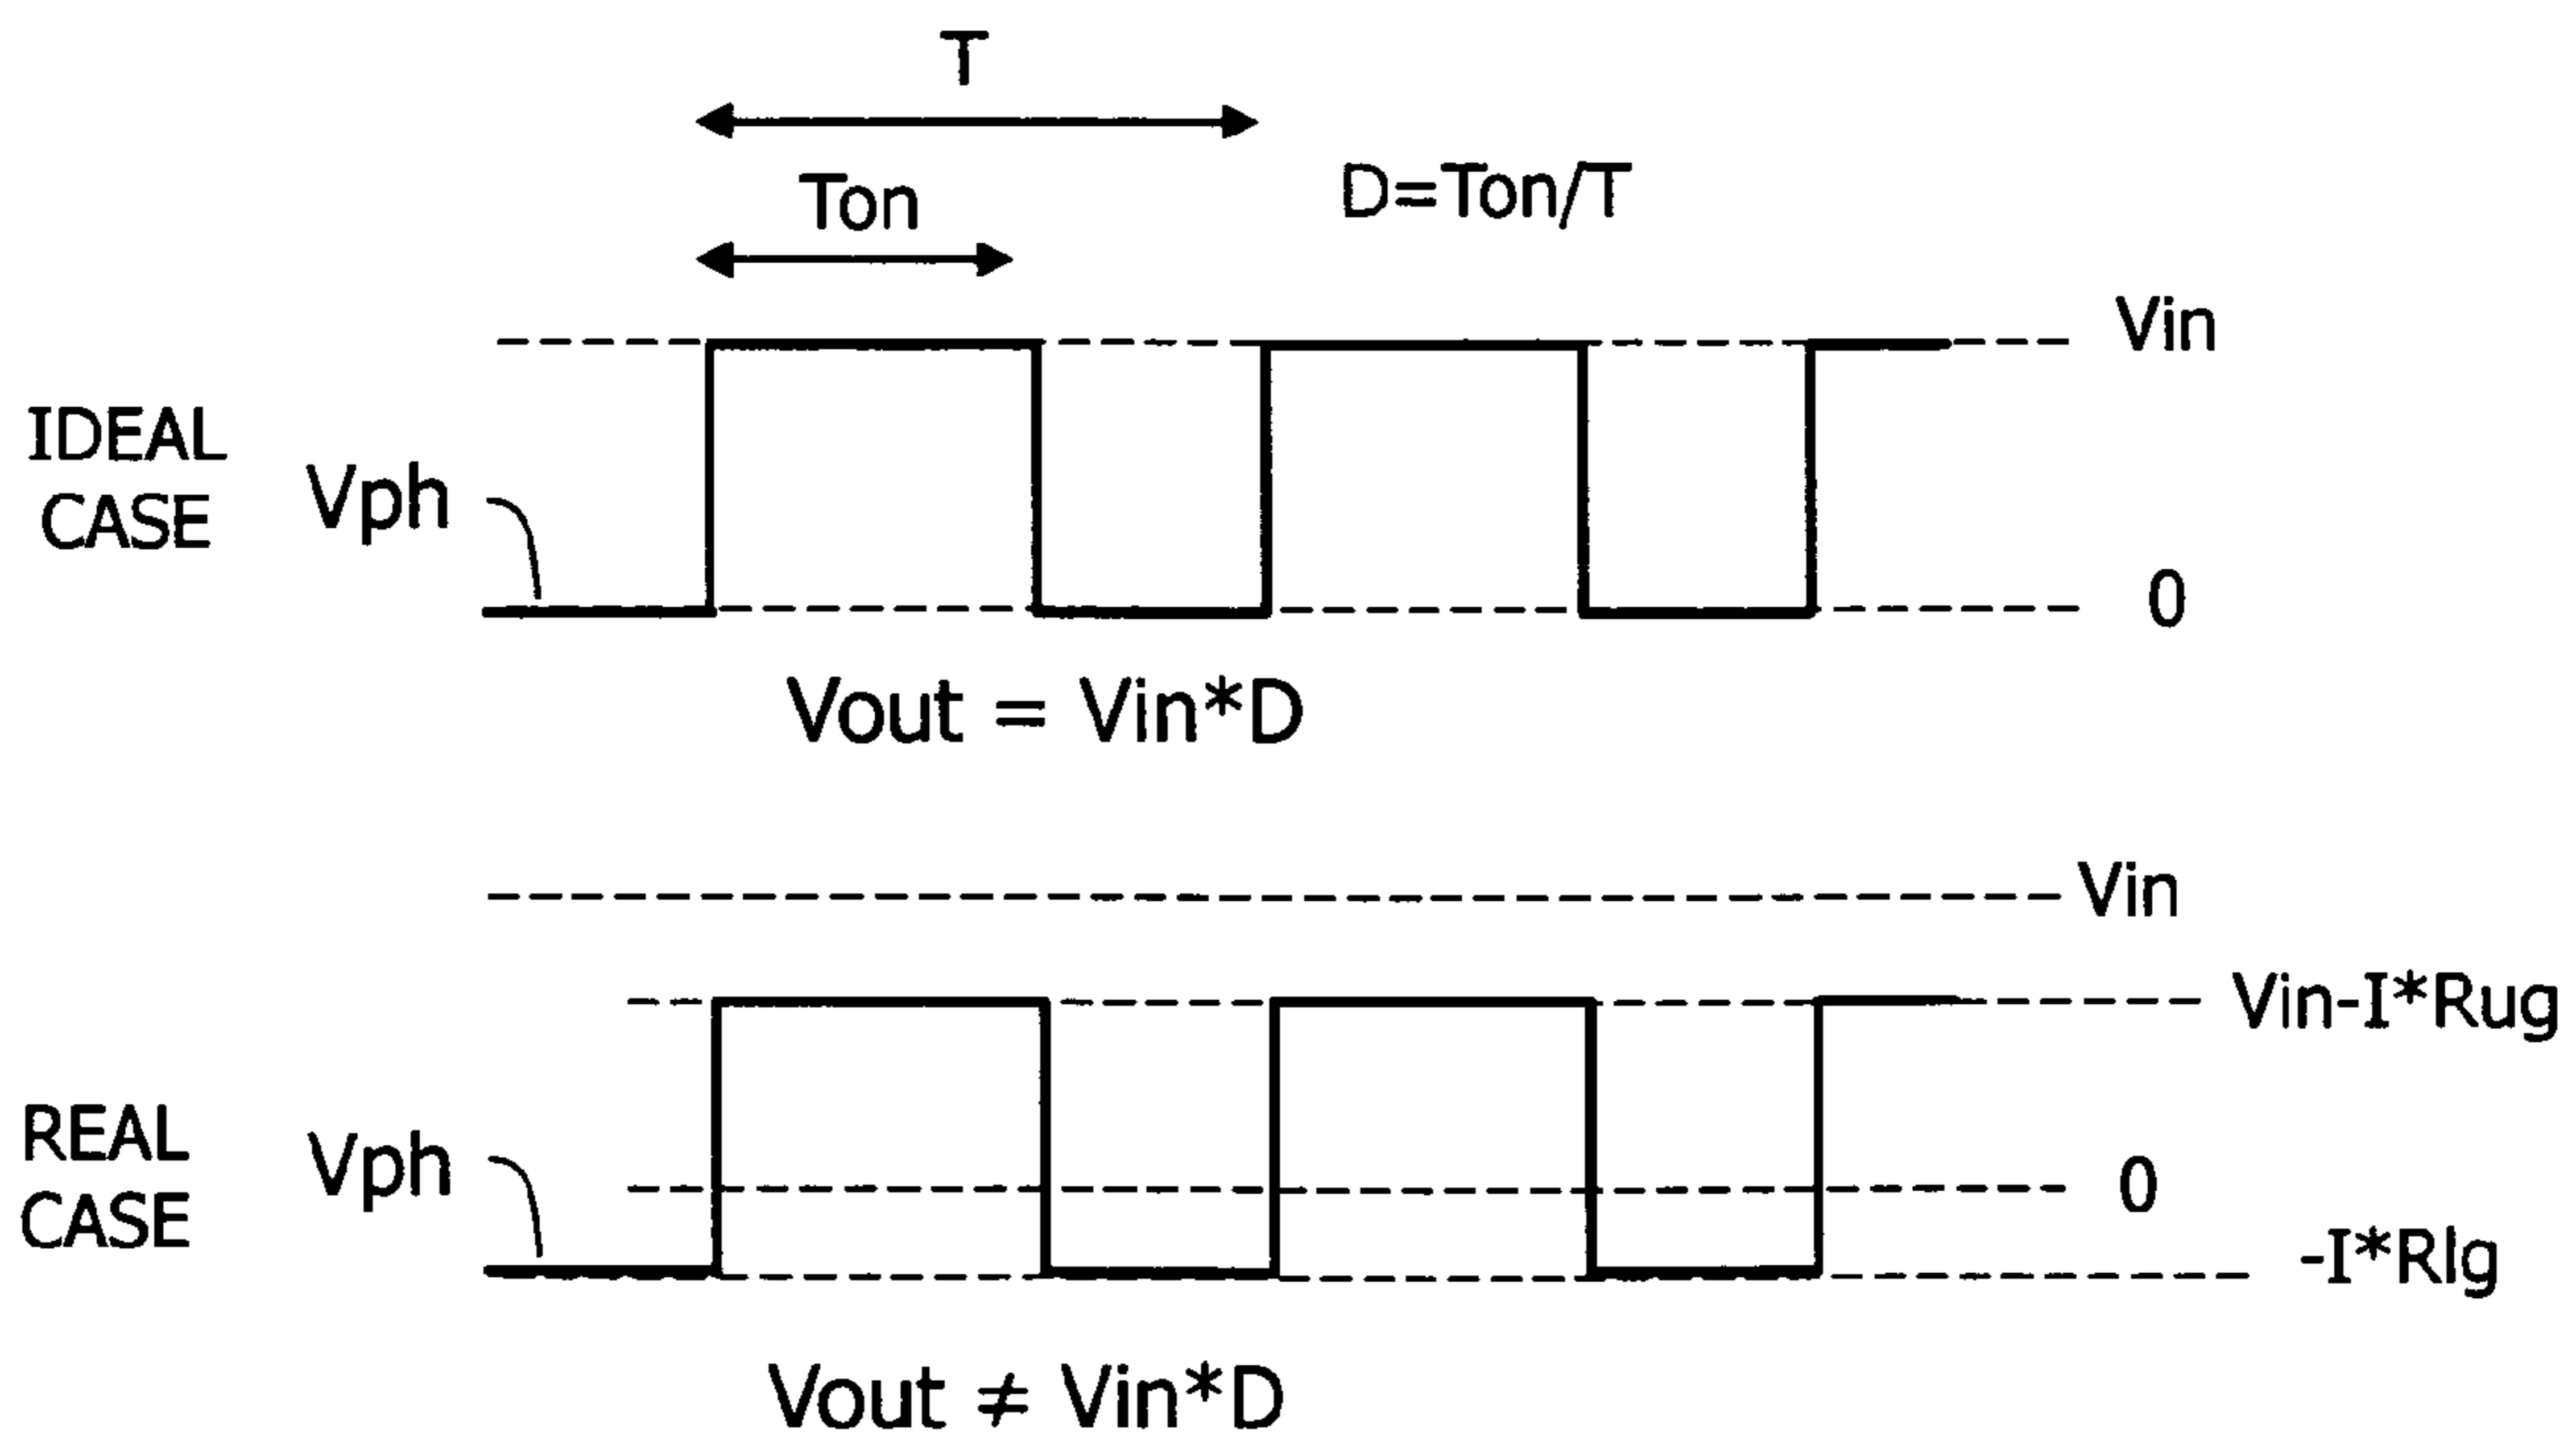 T
Ton
D=Ton/T
Vin
IDEAL
CASE
Vph
0
Vout = Vin*D
Vin
Vin-I*Rug
REAL
CASE
Vph
0
-I*Rlg
Vout ≠ Vin*D